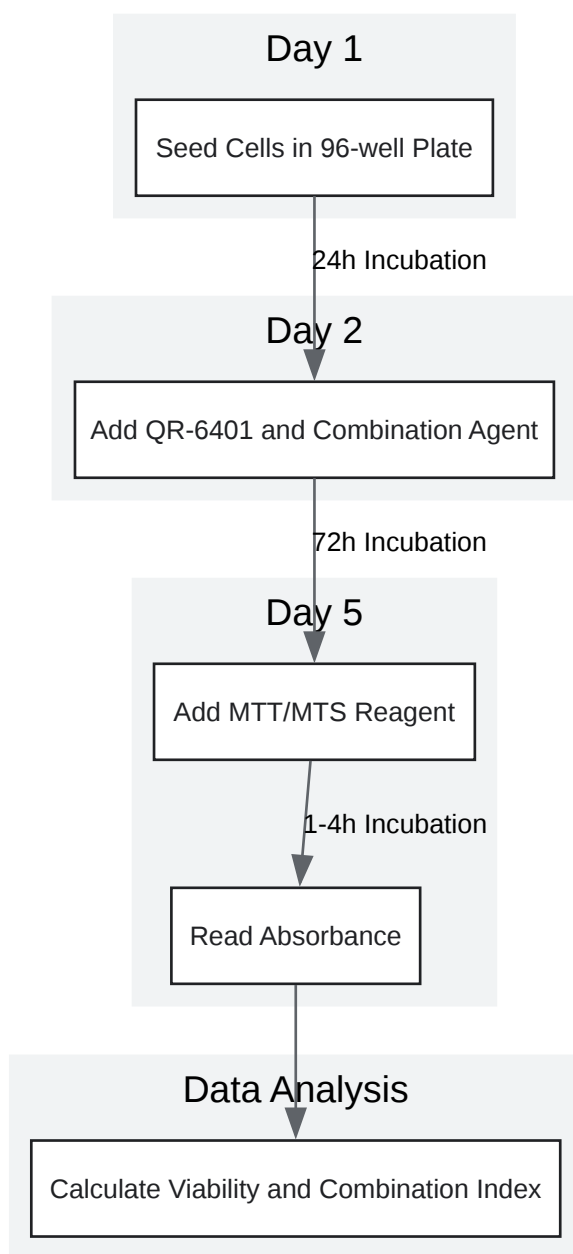 Day 1
Seed Cells in 96-well Plate
24h Incubation
Day 2
Add QR-6401 and Combination Agent
72h Incubation
Day 5
Add MTT/MTS Reagent
1-4h Incubation
Read Absorbance
Data Analysis
Calculate Viability and Combination Index